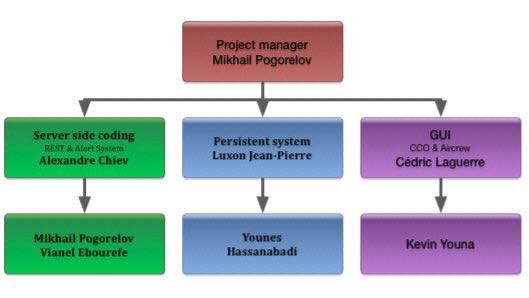 Project manager
Mikhail Pogorelov
Server side coding
REST & Alert System
Alexandre Chiev
Persistent system
Luxon Jean-Pierre
GUI
CCO & Aircrew
Cédric Laguerre
Mikhail Pogorelov
Vianel Ebourefe
Younes
Hassanabadi
Kevin Youna